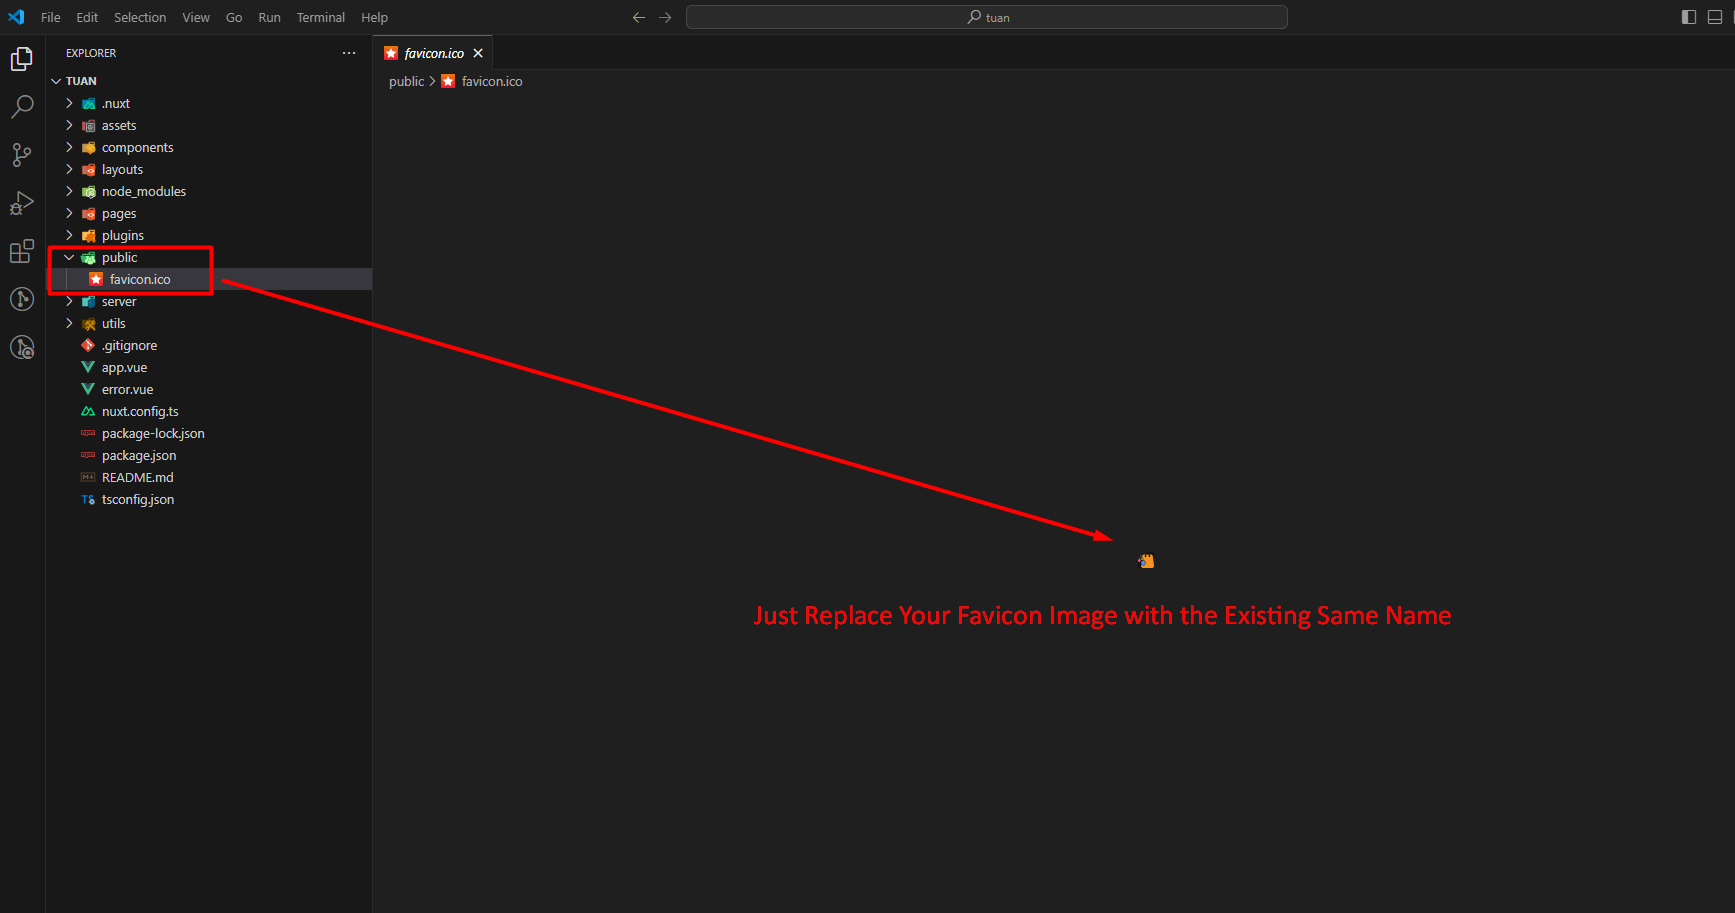 File Edit Selection View Go Run Terminal Help
tuan
EXPLORER
TUAN
.nuxt
assets
components
layouts
node_modules
pages
plugins
public
favicon.ico
server
utils
.gitignore
app.vue
error.vue
nuxt.config.ts
package-lock.json
package.json
README.md
tsconfig.json
favicon.ico
public > favicon.ico
Just Replace Your Favicon Image with the Existing Same Name